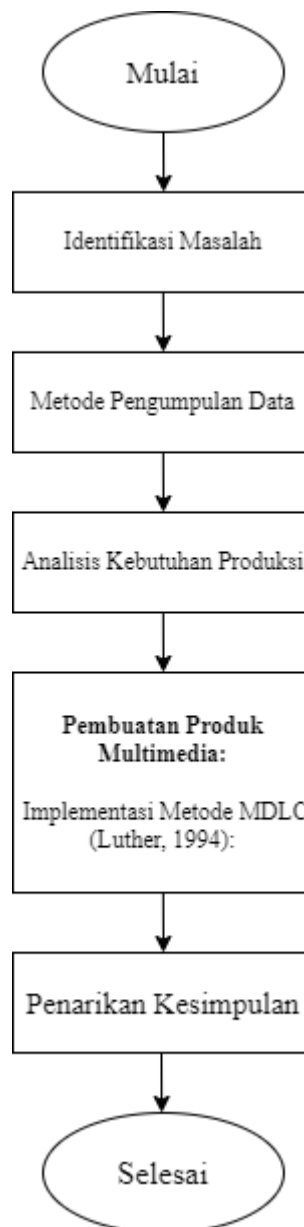 Mulai
Identifikasi Masalah
Metode Pengumpulan Data
Analisis Kebutuhan Produksi
Pembuatan Produk
Multimedia:
Implementasi Metode MDLC
(Luther, 1994):
Penarikan Kesimpulan
Selesai